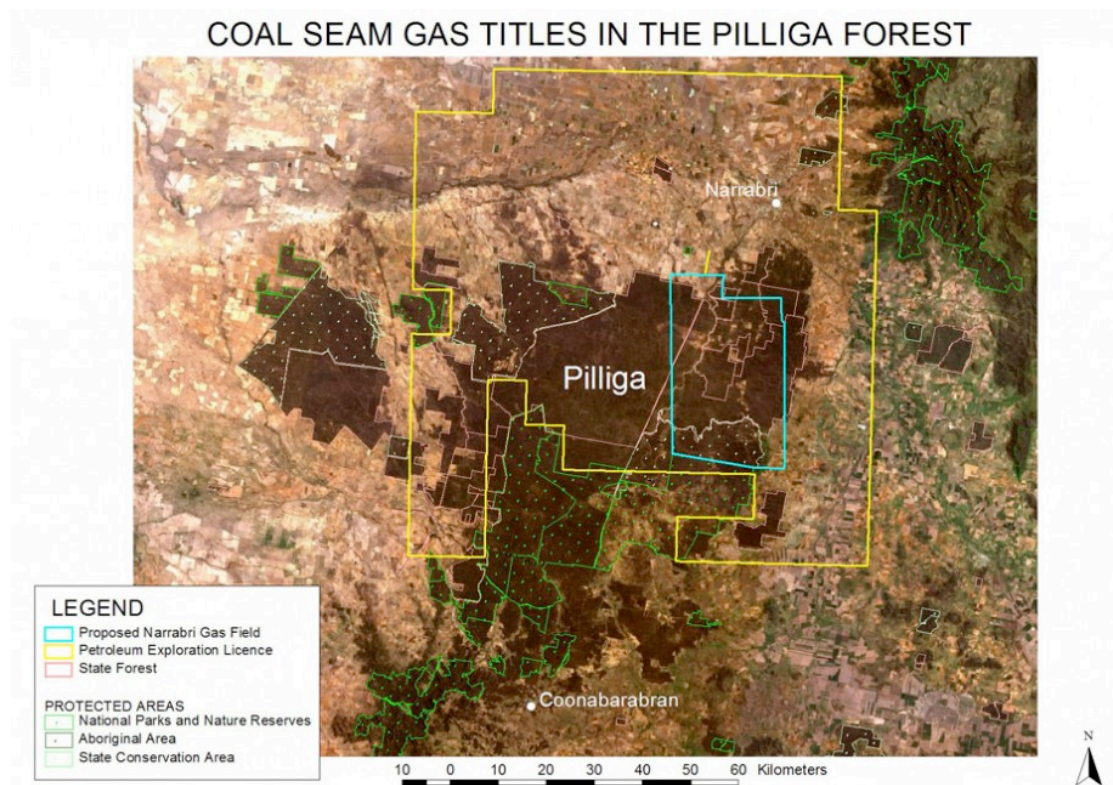 COAL SEAM GAS TITLES IN THE PILLIGA FOREST
Narrabri
Pilliga
Coonabarabran
LEGEND
Proposed Narrabri Gas Field
Petroleum Exploration Licence
State Forest
PROTECTED AREAS
National Parks and Nature Reserves
Aboriginal Area
State Conservation Area
10 0 10 20 30 40 50 60 Kilometers
N